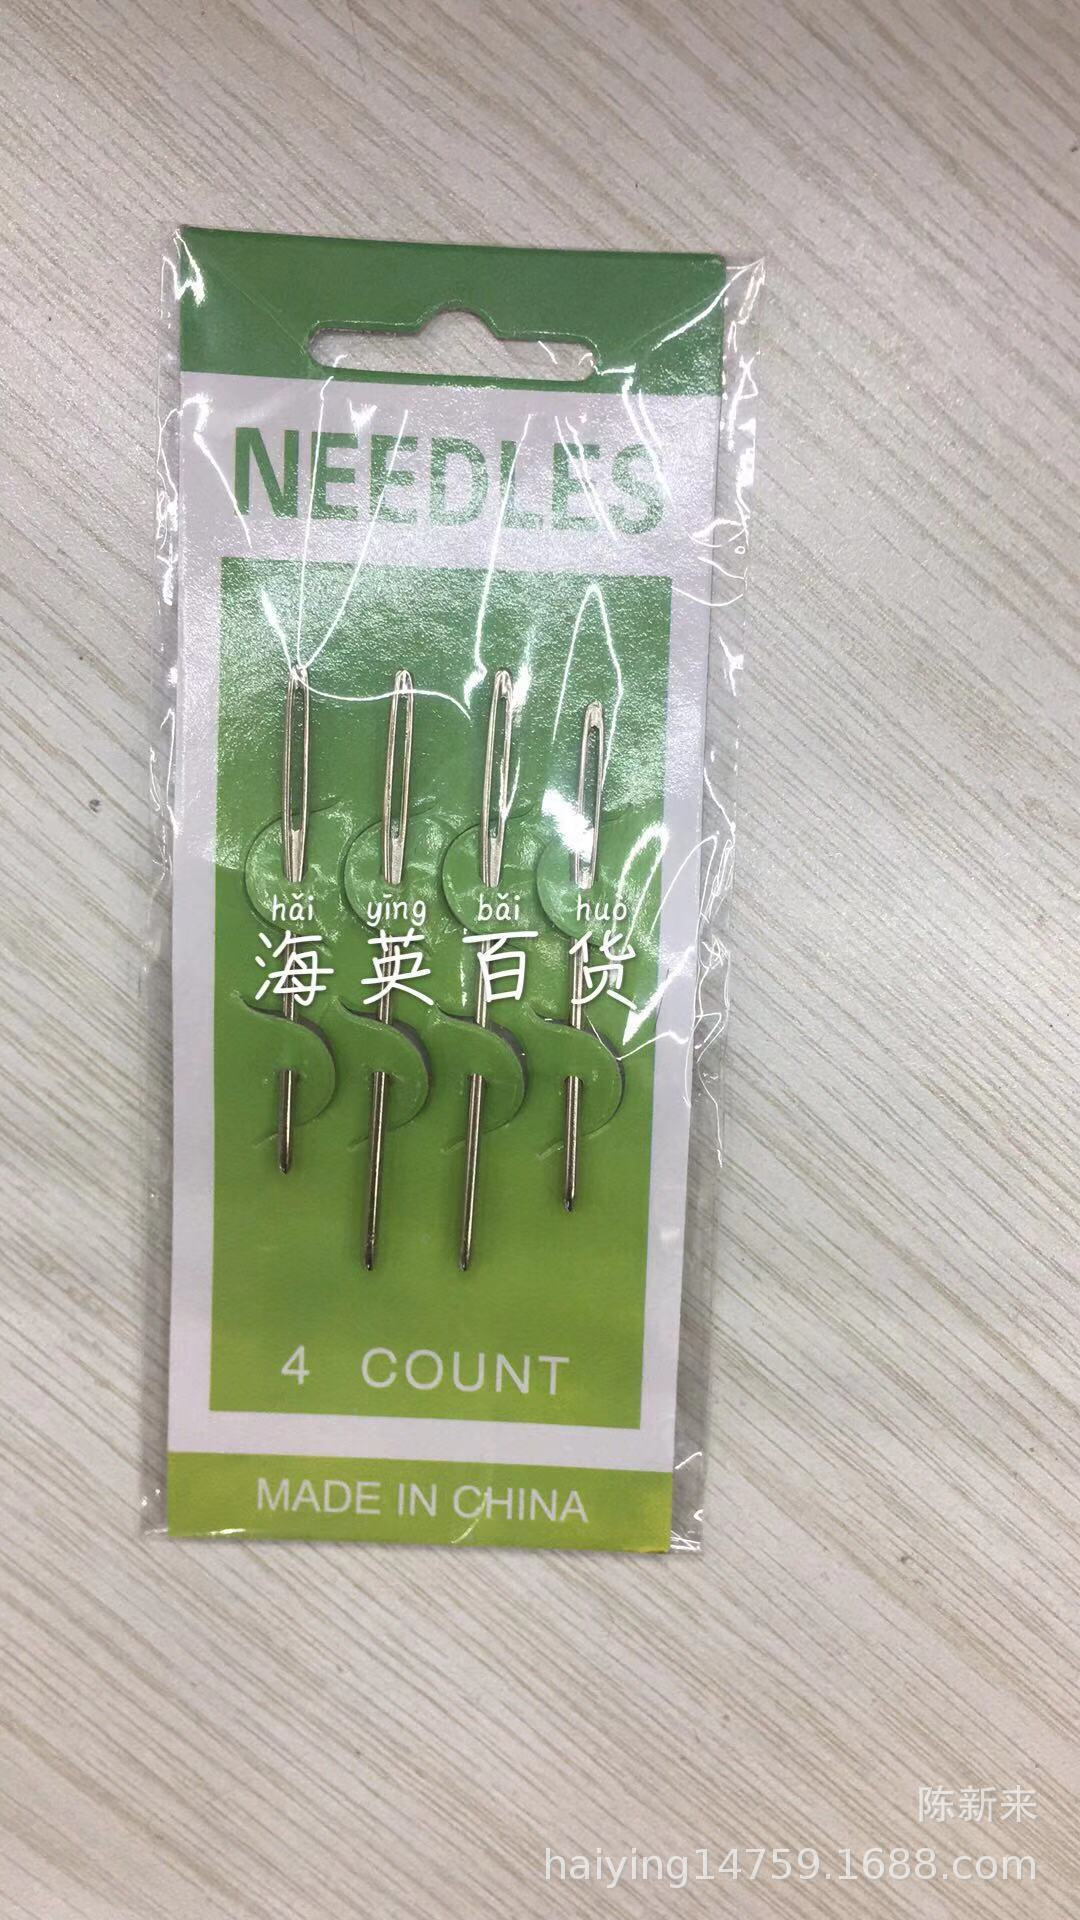 NEEDLES
hǎi yīng bǎi huo
海英百货
4 COUNT
MADE IN CHINA
陈新来
haiying14759.1688.com